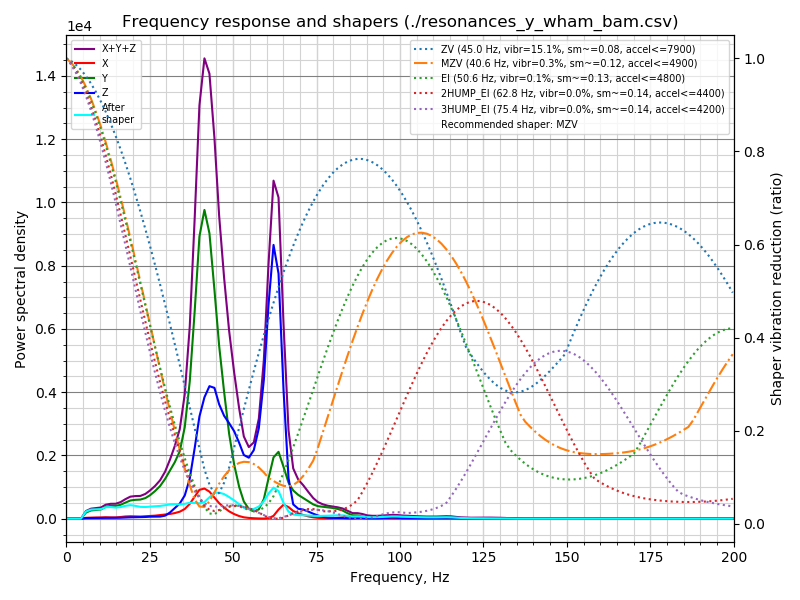 Frequency response and shapers (./resonances_y_wham_bam.csv)
1e4
X+Y+Z
X
Y
Z
After
shaper
ZV (45.0 Hz, vibr=15.1%, sm~=0.08, accel<=7900)
MZV (40.6 Hz, vibr=0.3%, sm~=0.12, accel<=4900)
EI (50.6 Hz, vibr=0.1%, sm~=0.13, accel<=4800)
2HUMP_EI (62.8 Hz, vibr=0.0%, sm~=0.14, accel<=4400)
3HUMP_EI (75.4 Hz, vibr=0.0%, sm~=0.14, accel<=4200)
Recommended shaper: MZV
Power spectral density
1.4
1.2
1.0
0.8
0.6
0.4
0.2
0.0
Shaper vibration reduction (ratio)
1.0
0.8
0.6
0.4
0.2
0.0
0 25 50 75 100 125 150 175 200
Frequency, Hz